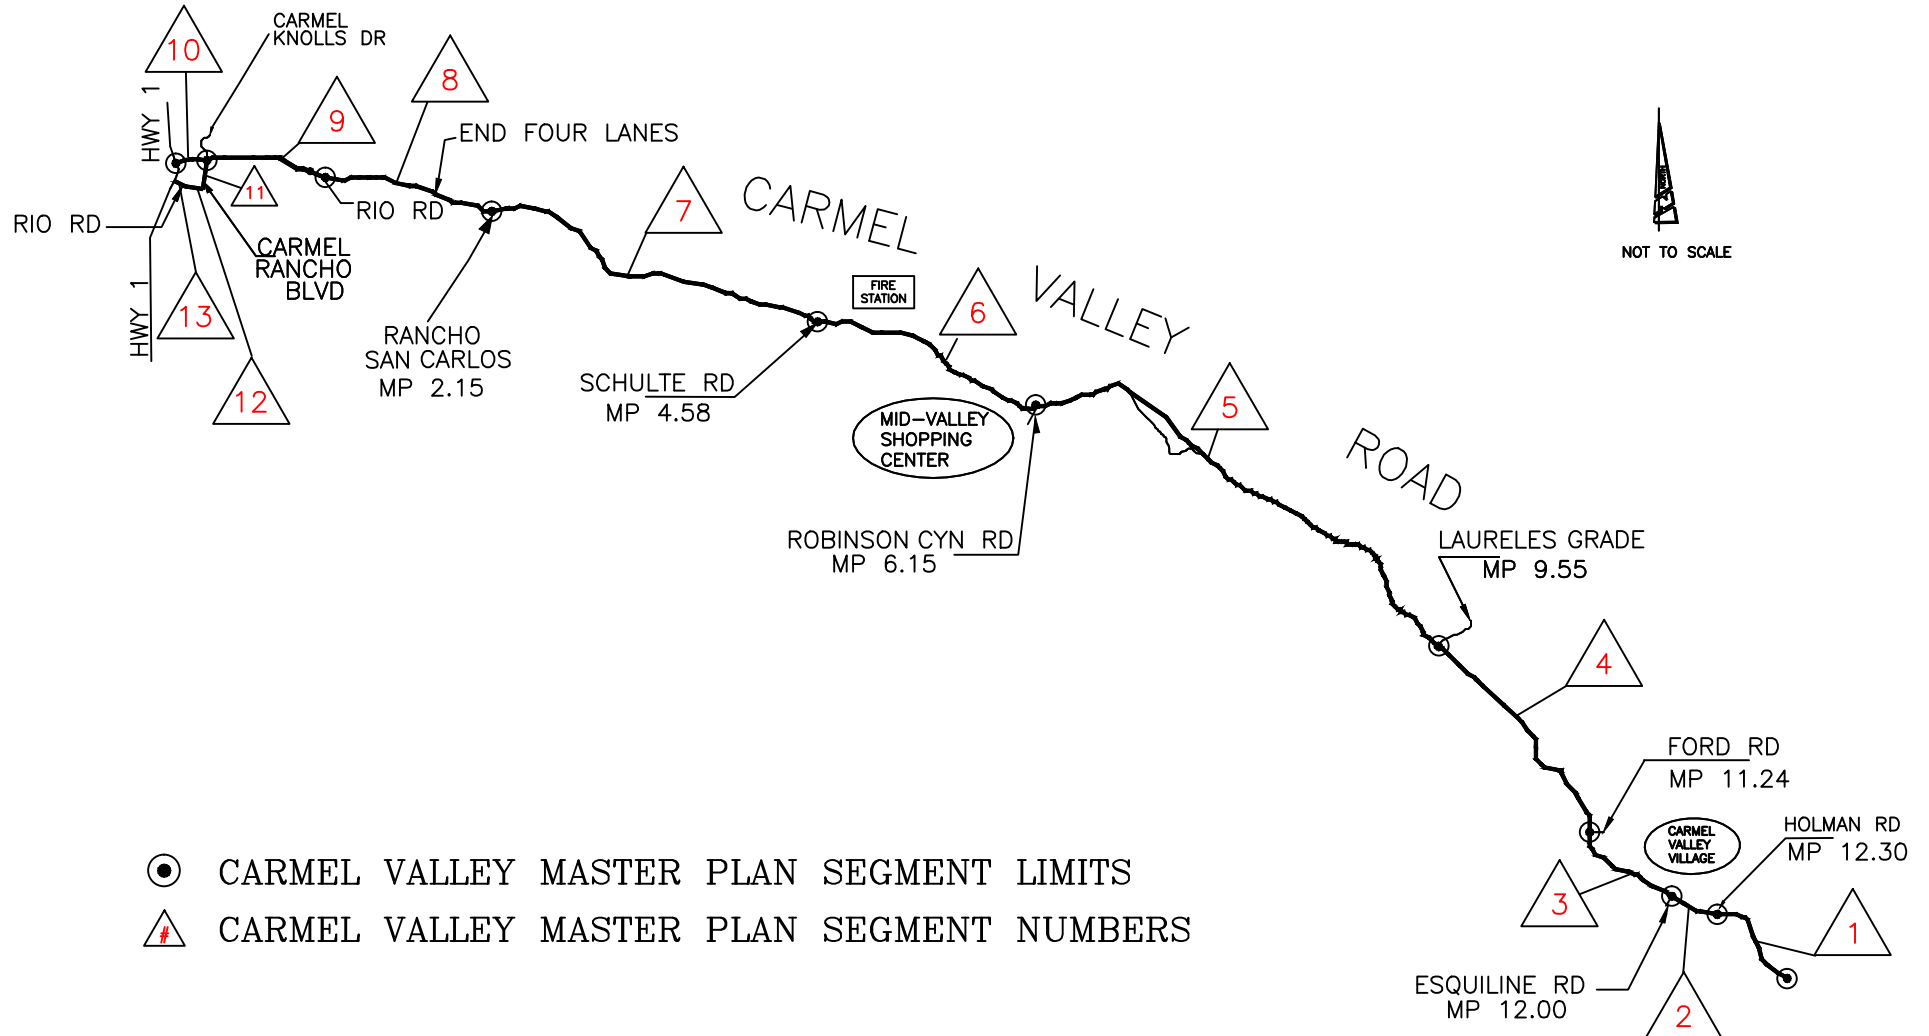 CARMEL
KNOLLS DR
10
HWY 1
9
8
END FOUR LANES
11
RIO RD
RIO RD
7
CARMEL
VALLEY
ROAD
CARMEL
RANCHO
BLVD
HWY 1
13
12
RANCHO
SAN CARLOS
MP 2.15
FIRE
STATION
6
SCHULTE RD
MP 4.58
MID-VALLEY
SHOPPING
CENTER
5
ROBINSON CYN RD
MP 6.15
NORTH
NOT TO SCALE
LAURELES GRADE
MP 9.55
4
FORD RD
MP 11.24
CARMEL
VALLEY
VILLAGE
HOLMAN RD
MP 12.30
3
1
ESQUILINE RD
MP 12.00
2
CARMEL VALLEY MASTER PLAN SEGMENT LIMITS
# CARMEL VALLEY MASTER PLAN SEGMENT NUMBERS